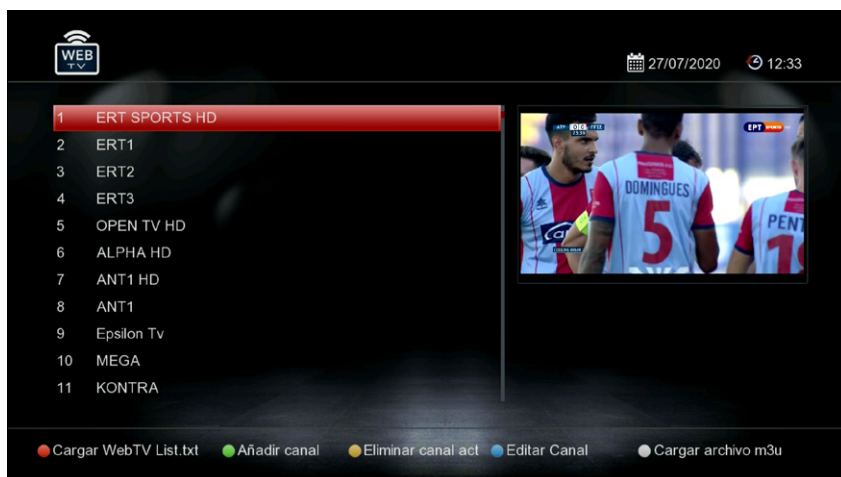 WEB
TV
27/07/2020 12:33
1 ERT SPORTS HD
2 ERT1
3 ERT2
4 ERT3
5 OPEN TV HD
6 ALPHA HD
7 ANT1 HD
8 ANT1
9 Epsilon Tv
10 MEGA
11 KONTRA
ΕΡΤ
DOMINGUES
5
PEN
Cargar WebTV List.txt Añadir canal Eliminar canal act Editar Canal Cargar archivo m3u